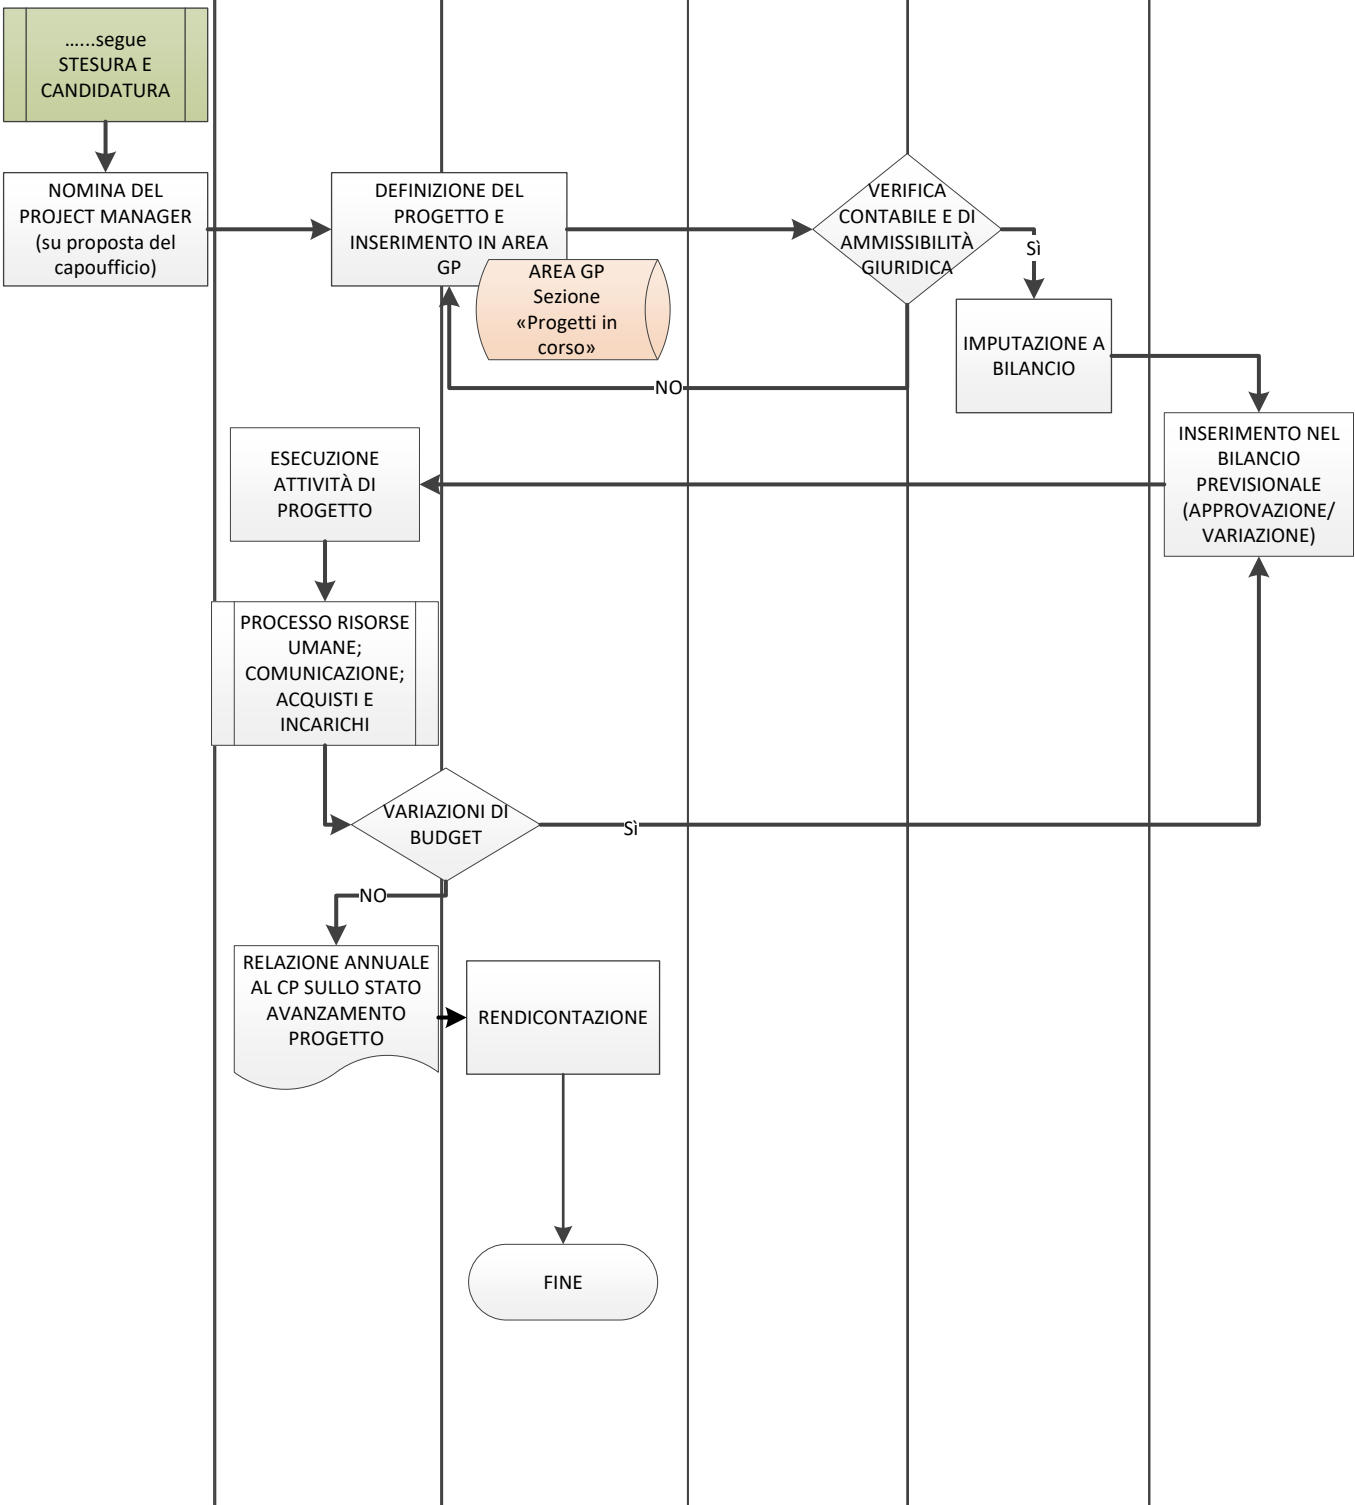 …...segue
STESURA E
CANDIDATURA
NOMINA DEL
PROJECT MANAGER
(su proposta del
capoufficio)
DEFINIZIONE DEL
PROGETTO E
INSERIMENTO IN AREA
GP
AREA GP
Sezione
«Progetti in
corso»
VERIFICA
CONTABILE E DI
AMMISSIBILITÀ
GIURIDICA
Sì
NO
IMPUTAZIONE A
BILANCIO
INSERIMENTO NEL
BILANCIO
PREVISIONALE
(APPROVAZIONE/
VARIAZIONE)
ESECUZIONE
ATTIVITÀ DI
PROGETTO
PROCESSO RISORSE
UMANE;
COMUNICAZIONE;
ACQUISTI E
INCARICHI
VARIAZIONI DI
BUDGET
Sì
NO
RELAZIONE ANNUALE
AL CP SULLO STATO
AVANZAMENTO
PROGETTO
RENDICONTAZIONE
FINE